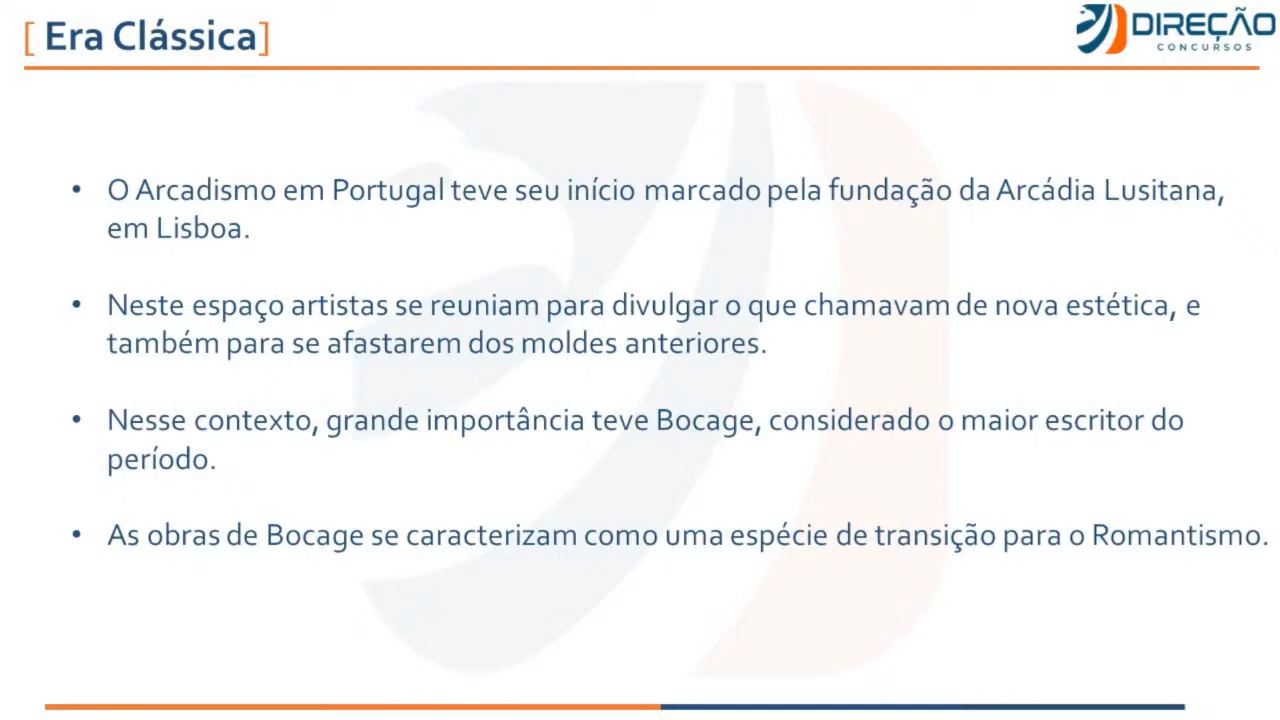 [ Era Clássica]
DIREÇÃO
CONCURSOS
• O Arcadismo em Portugal teve seu início marcado pela fundação da Arcádia Lusitana,
em Lisboa.
• Neste espaço artistas se reuniam para divulgar o que chamavam de nova estética, e
também para se afastarem dos moldes anteriores.
• Nesse contexto, grande importância teve Bocage, considerado o maior escritor do
período.
• As obras de Bocage se caracterizam como uma espécie de transição para o Romantismo.